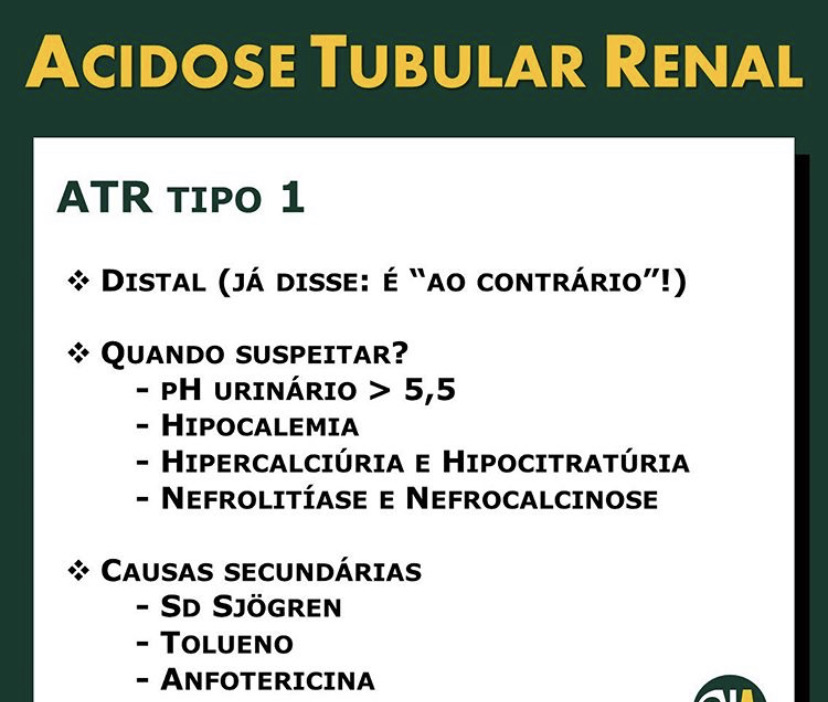 ACIDOSE TUBULAR RENAL
ATR TIPO 1
❖ DISTAL (JÁ DISSE: É “AO CONTRÁRIO”!)
❖ QUANDO SUSPEITAR?
- PH URINÁRIO > 5,5
- HIPOCALEMIA
- HIPERCALCIÚRIA E HIPOCITRATÚRIA
- NEFROLITÍASE E NEFROCALCINOSE
❖ CAUSAS SECUNDÁRIAS
- SD SJÖGREN
- TOLUENO
- ANFOTERICINA